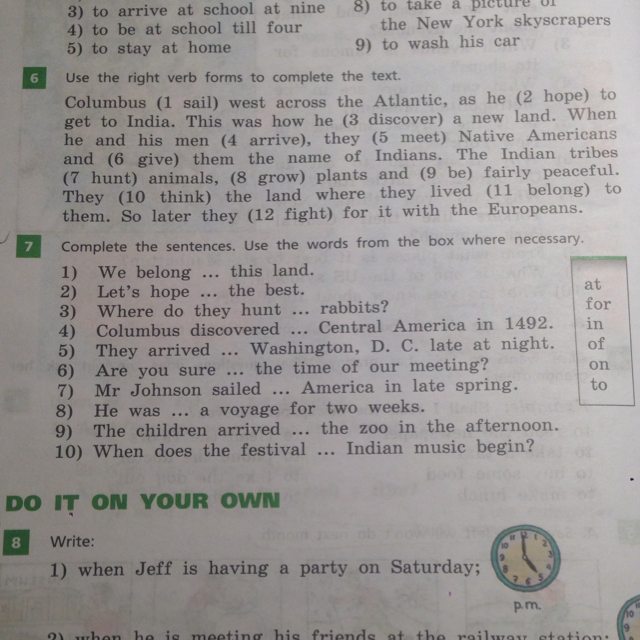 3) to arrive at school at nine
4) to be at school till four
5) to stay at home
8) to take a picture of
the New York skyscrapers
9) to wash his car
6 Use the right verb forms to complete the text.
Columbus (1 sail) west across the Atlantic, as he (2 hope) to
get to India. This was how he (3 discover) a new land. When
he and his men (4 arrive), they (5 meet) Native Americans
and (6 give) them the name of Indians. The Indian tribes
(7 hunt) animals, (8 grow) plants and (9 be) fairly peaceful.
They (10 think) the land where they lived (11 belong) to
them. So later they (12 fight) for it with the Europeans.
7 Complete the sentences. Use the words from the box where necessary.
1) We belong ... this land.
2) Let's hope ... the best.
3) Where do they hunt ... rabbits?
4) Columbus discovered ... Central America in 1492.
5) They arrived ... Washington, D. C. late at night.
6) Are you sure ... the time of our meeting?
7) Mr Johnson sailed ... America in late spring.
8) He was ... a voyage for two weeks.
9) The children arrived ... the zoo in the afternoon.
10) When does the festival ... Indian music begin?
at
for
in
of
on
to
DO IT ON YOUR OWN
8 Write:
1) when Jeff is having a party on Saturday;
p.m.
2) when he is meeting his friends at the railway station;